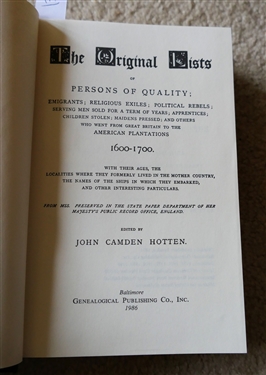 The Original Lists
OF
PERSONS OF QUALITY;
EMIGRANTS; RELIGIOUS EXILES; POLITICAL REBELS;
SERVING MEN SOLD FOR A TERM OF YEARS; APPRENTICES;
CHILDREN STOLEN; MAIDENS PRESSED; AND OTHERS
WHO WENT FROM GREAT BRITAIN TO THE
AMERICAN PLANTATIONS
1600-1700.
WITH THEIR AGES, THE
LOCALITIES WHERE THEY FORMERLY LIVED IN THE MOTHER COUNTRY,
THE NAMES OF THE SHIPS IN WHICH THEY EMBARKED,
AND OTHER INTERESTING PARTICULARS.
FROM MSS. PRESERVED IN THE STATE PAPER DEPARTMENT OF HER
MAJESTY'S PUBLIC RECORD OFFICE, ENGLAND.
EDITED BY
JOHN CAMDEN HOTTEN.
Baltimore
GENEALOGICAL PUBLISHING CO., INC.
1986